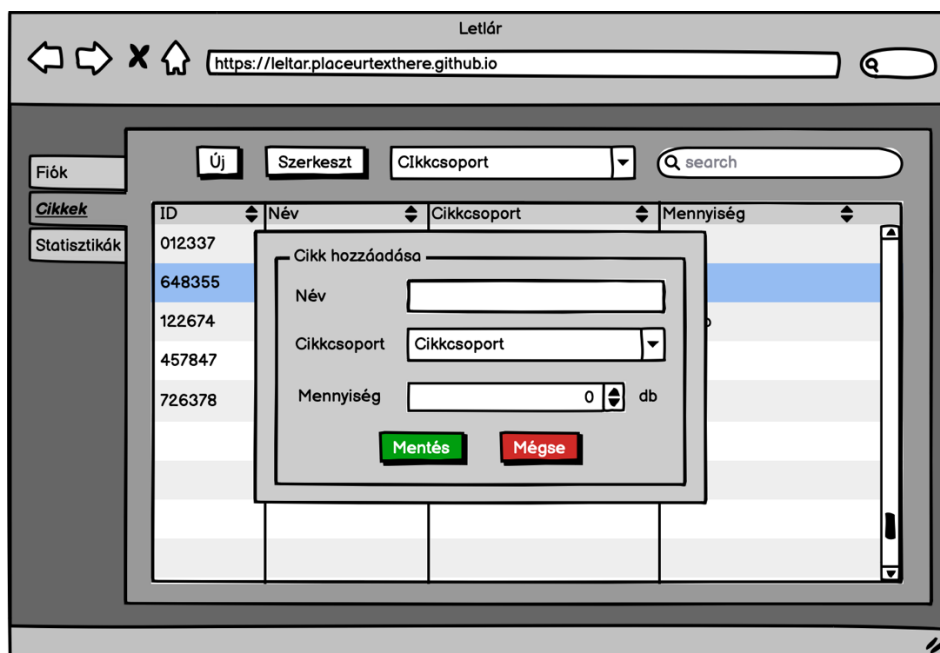 Letlár
https://leltar.placeurtexthere.github.io
Új Szerkeszt CIkkcsoport search
Fiók
Cikkek
Statisztikák
ID Név Cikkcsoport Mennyiség
012337
648355
122674
457847
726378
Cikk hozzáadása
Név
Cikkcsoport Cikkcsoport
Mennyiség 0 db
Mentés Mégse